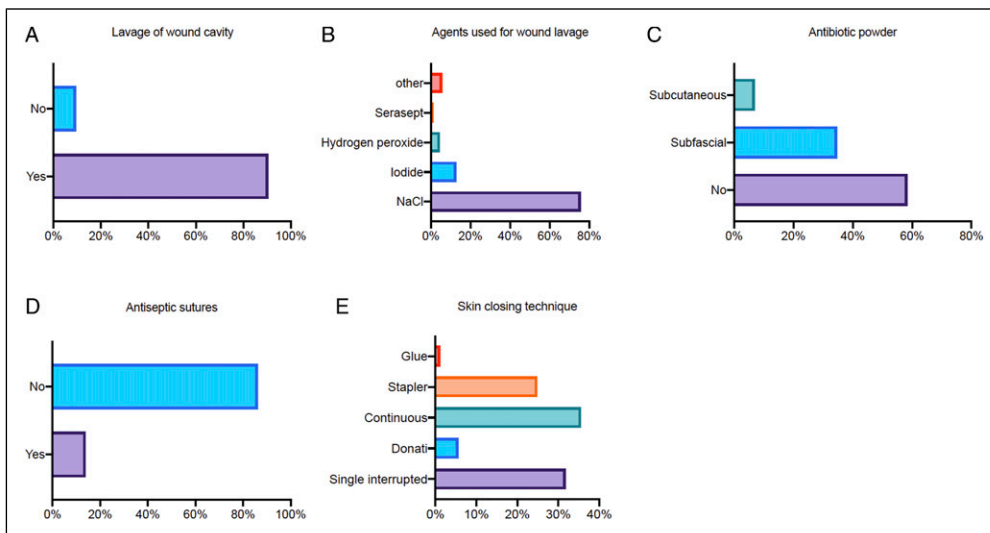 A
Lavage of wound cavity
No
Yes
0% 20% 40% 60% 80% 100%
B
Agents used for wound lavage
other
Serasept
Hydrogen peroxide
Iodide
NaCl
0% 20% 40% 60% 80%
C
Antibiotic powder
Subcutaneous
Subfascial
No
0% 20% 40% 60% 80%
D
Antiseptic sutures
No
Yes
0% 20% 40% 60% 80% 100%
E
Skin closing technique
Glue
Stapler
Continuous
Donati
Single interrupted
0% 10% 20% 30% 40%